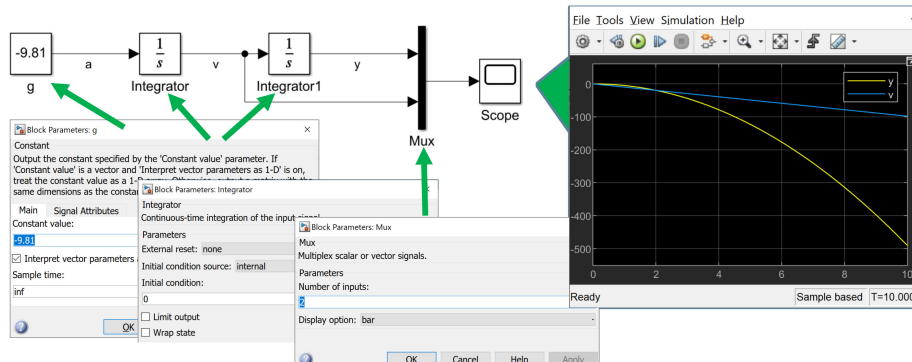 -9.81
g
a
1
s
Integrator
v
1
s
Integrator1
y
Mux
Scope
File Tools View Simulation Help
y
v
0
-100
-200
-300
-400
-500
0 2 4 6 8 10
Ready
Sample based T=10.000
Block Parameters: g
Constant
Output the constant specified by the 'Constant value' parameter. If
'Constant value' is a vector and 'Interpret vector parameters as 1-D' is on,
treat the constant value as a 1-D
same dimensions as the consta
Main Signal Attributes
Constant value:
-9.81
Interpret vector parameters
Sample time:
inf
OK
Block Parameters: Integrator
Integrator
Continuous-time integration of the input signal
Parameters
External reset: none
Initial condition source: internal
Initial condition:
0
Limit output
Wrap state
Block Parameters: Mux
Mux
Multiplex scalar or vector signals.
Parameters
Number of inputs:
2
Display option: bar
OK Cancel Help Apply